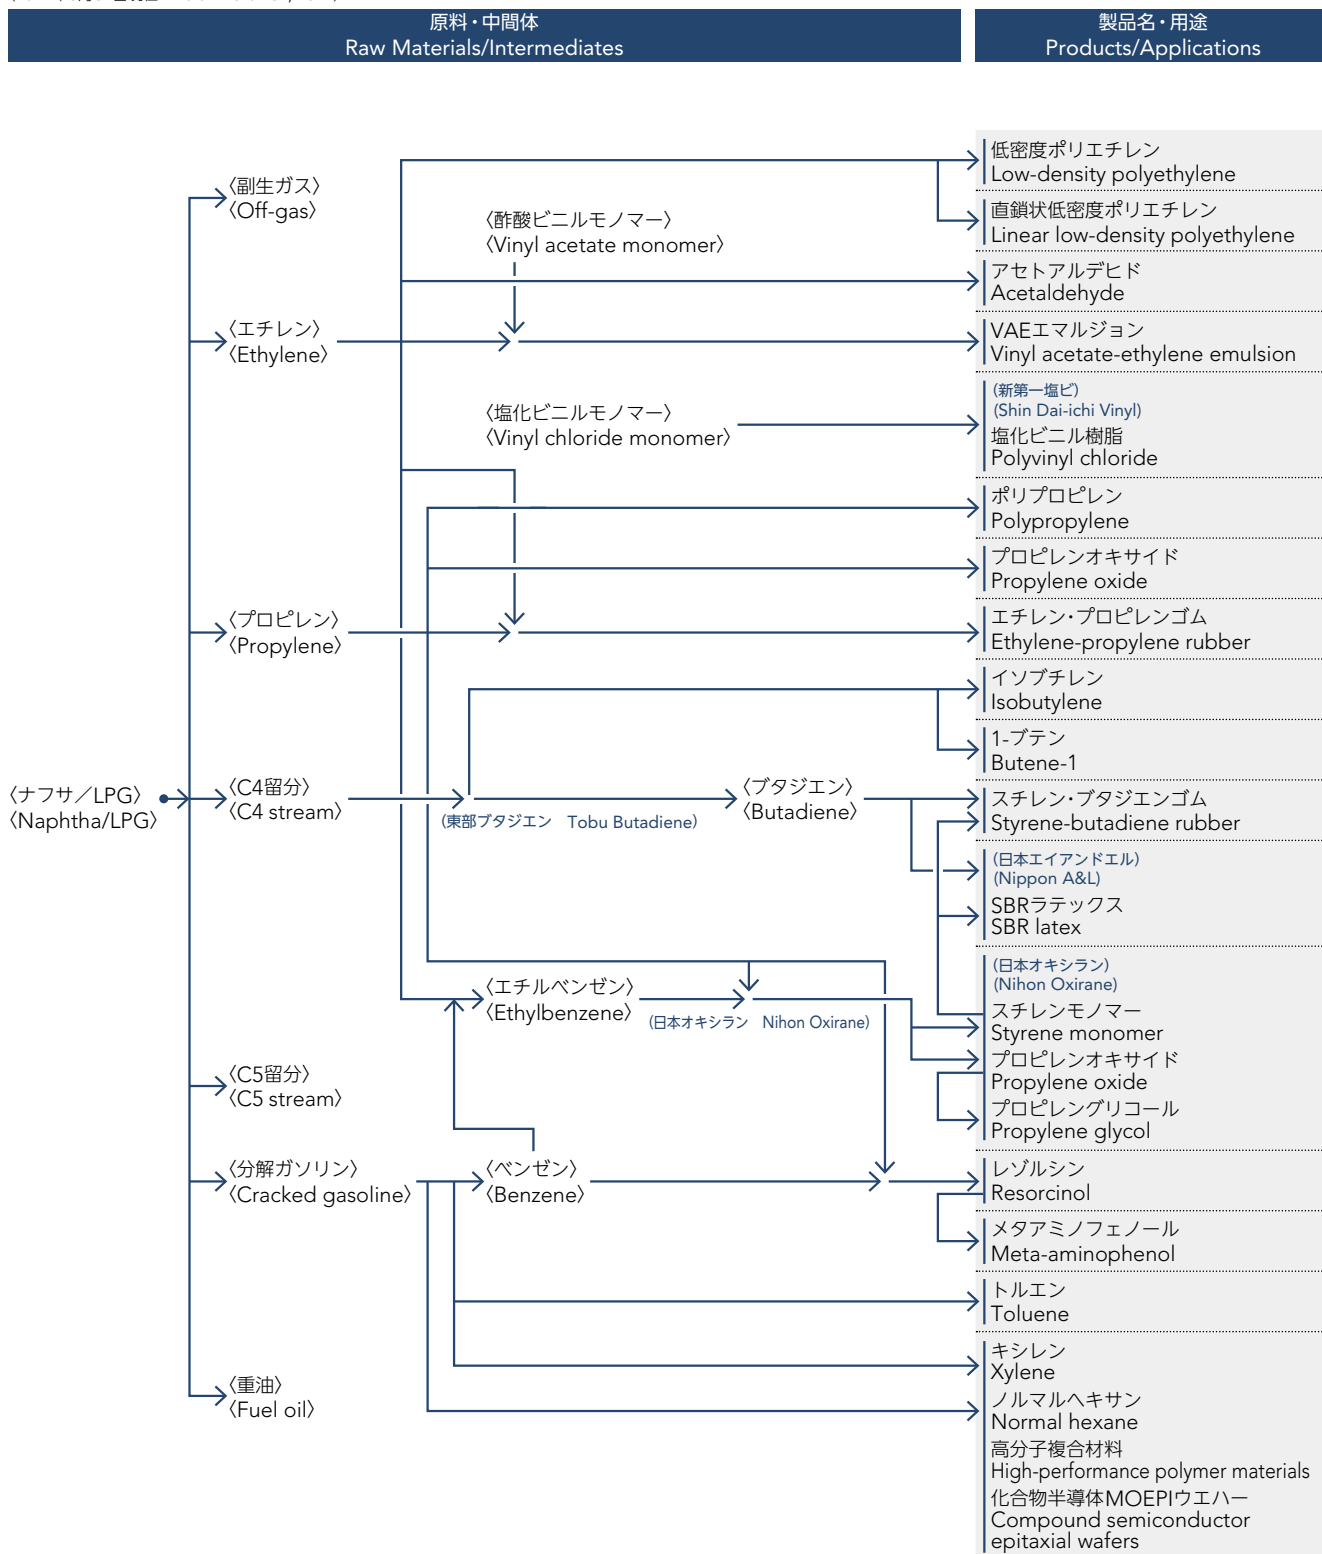 原料・中間体
Raw Materials/Intermediates
製品名・用途
Products/Applications
〈ナフサ／LPG〉
〈Naphtha/LPG〉
〈副生ガス〉
〈Off-gas〉
〈エチレン〉
〈Ethylene〉
〈プロピレン〉
〈Propylene〉
〈C4留分〉
〈C4 stream〉
〈C5留分〉
〈C5 stream〉
〈分解ガソリン〉
〈Cracked gasoline〉
〈重油〉
〈Fuel oil〉
〈酢酸ビニルモノマー〉
〈Vinyl acetate monomer〉
〈塩化ビニルモノマー〉
〈Vinyl chloride monomer〉
(東部ブタジエン　Tobu Butadiene)
〈ブタジエン〉
〈Butadiene〉
〈エチルベンゼン〉
〈Ethylbenzene〉
(日本オキシラン　Nihon Oxirane)
〈ベンゼン〉
〈Benzene〉
低密度ポリエチレン
Low-density polyethylene
直鎖状低密度ポリエチレン
Linear low-density polyethylene
アセトアルデヒド
Acetaldehyde
VAEエマルジョン
Vinyl acetate-ethylene emulsion
(新第一塩ビ)
(Shin Dai-ichi Vinyl)
塩化ビニル樹脂
Polyvinyl chloride
ポリプロピレン
Polypropylene
プロピレンオキサイド
Propylene oxide
エチレン・プロピレンゴム
Ethylene-propylene rubber
イソブチレン
Isobutylene
1-ブテン
Butene-1
スチレン・ブタジエンゴム
Styrene-butadiene rubber
(日本エイアンドエル)
(Nippon A&L)
SBRラテックス
SBR latex
(日本オキシラン)
(Nihon Oxirane)
スチレンモノマー
Styrene monomer
プロピレンオキサイド
Propylene oxide
プロピレングリコール
Propylene glycol
レゾルシン
Resorcinol
メタアミノフェノール
Meta-aminophenol
トルエン
Toluene
キシレン
Xylene
ノルマルヘキサン
Normal hexane
高分子複合材料
High-performance polymer materials
化合物半導体MOEPIウエハー
Compound semiconductor
epitaxial wafers